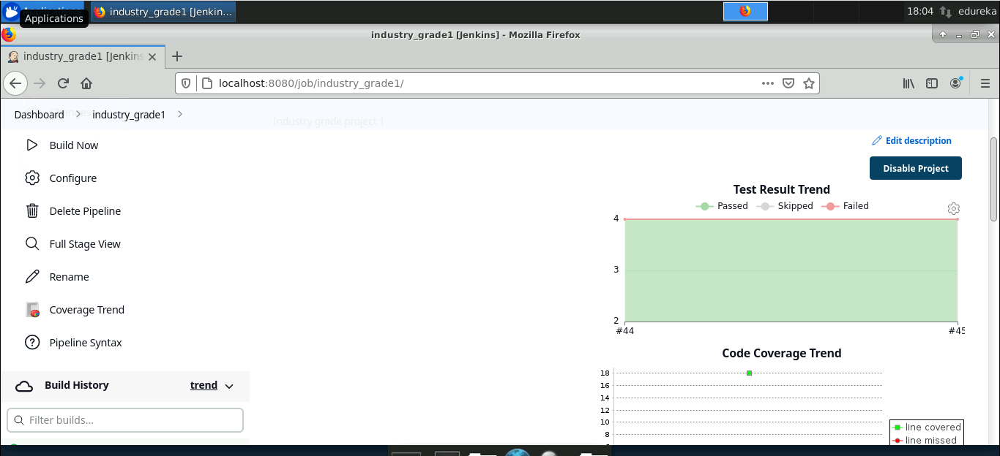 Applications
industry_grade1 [Jenkin...
18:04
edureka
Applications
industry_grade1 [Jenkins] - Mozilla Firefox
industry_grade1 [Jenkins
localhost:8080/job/industry_grade1/
Dashboard
industry_grade1
Industry grade project 1
Build Now
Configure
Delete Pipeline
Full Stage View
Rename
Coverage Trend
Pipeline Syntax
Build History
trend
Filter builds...
Edit description
Disable Project
Test Result Trend
Passed
Skipped
Failed
4
3
2
#44
#45
Code Coverage Trend
18
16
14
12
10
8
line covered
line missed